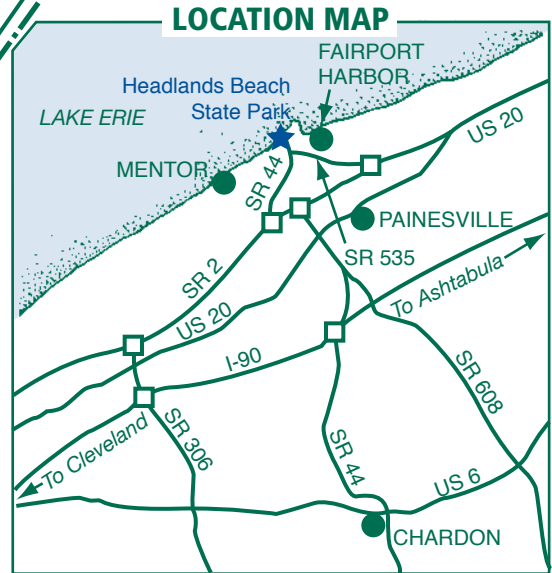 LOCATION MAP
FAIRPORT
HARBOR
Headlands Beach
State Park
LAKE ERIE
US 20
MENTOR
SR 44
PAINESVILLE
SR 535
SR 2
To Ashtabula
US 20
I-90
SR 608
To Cleveland
SR 306
SR 44
US 6
CHARDON